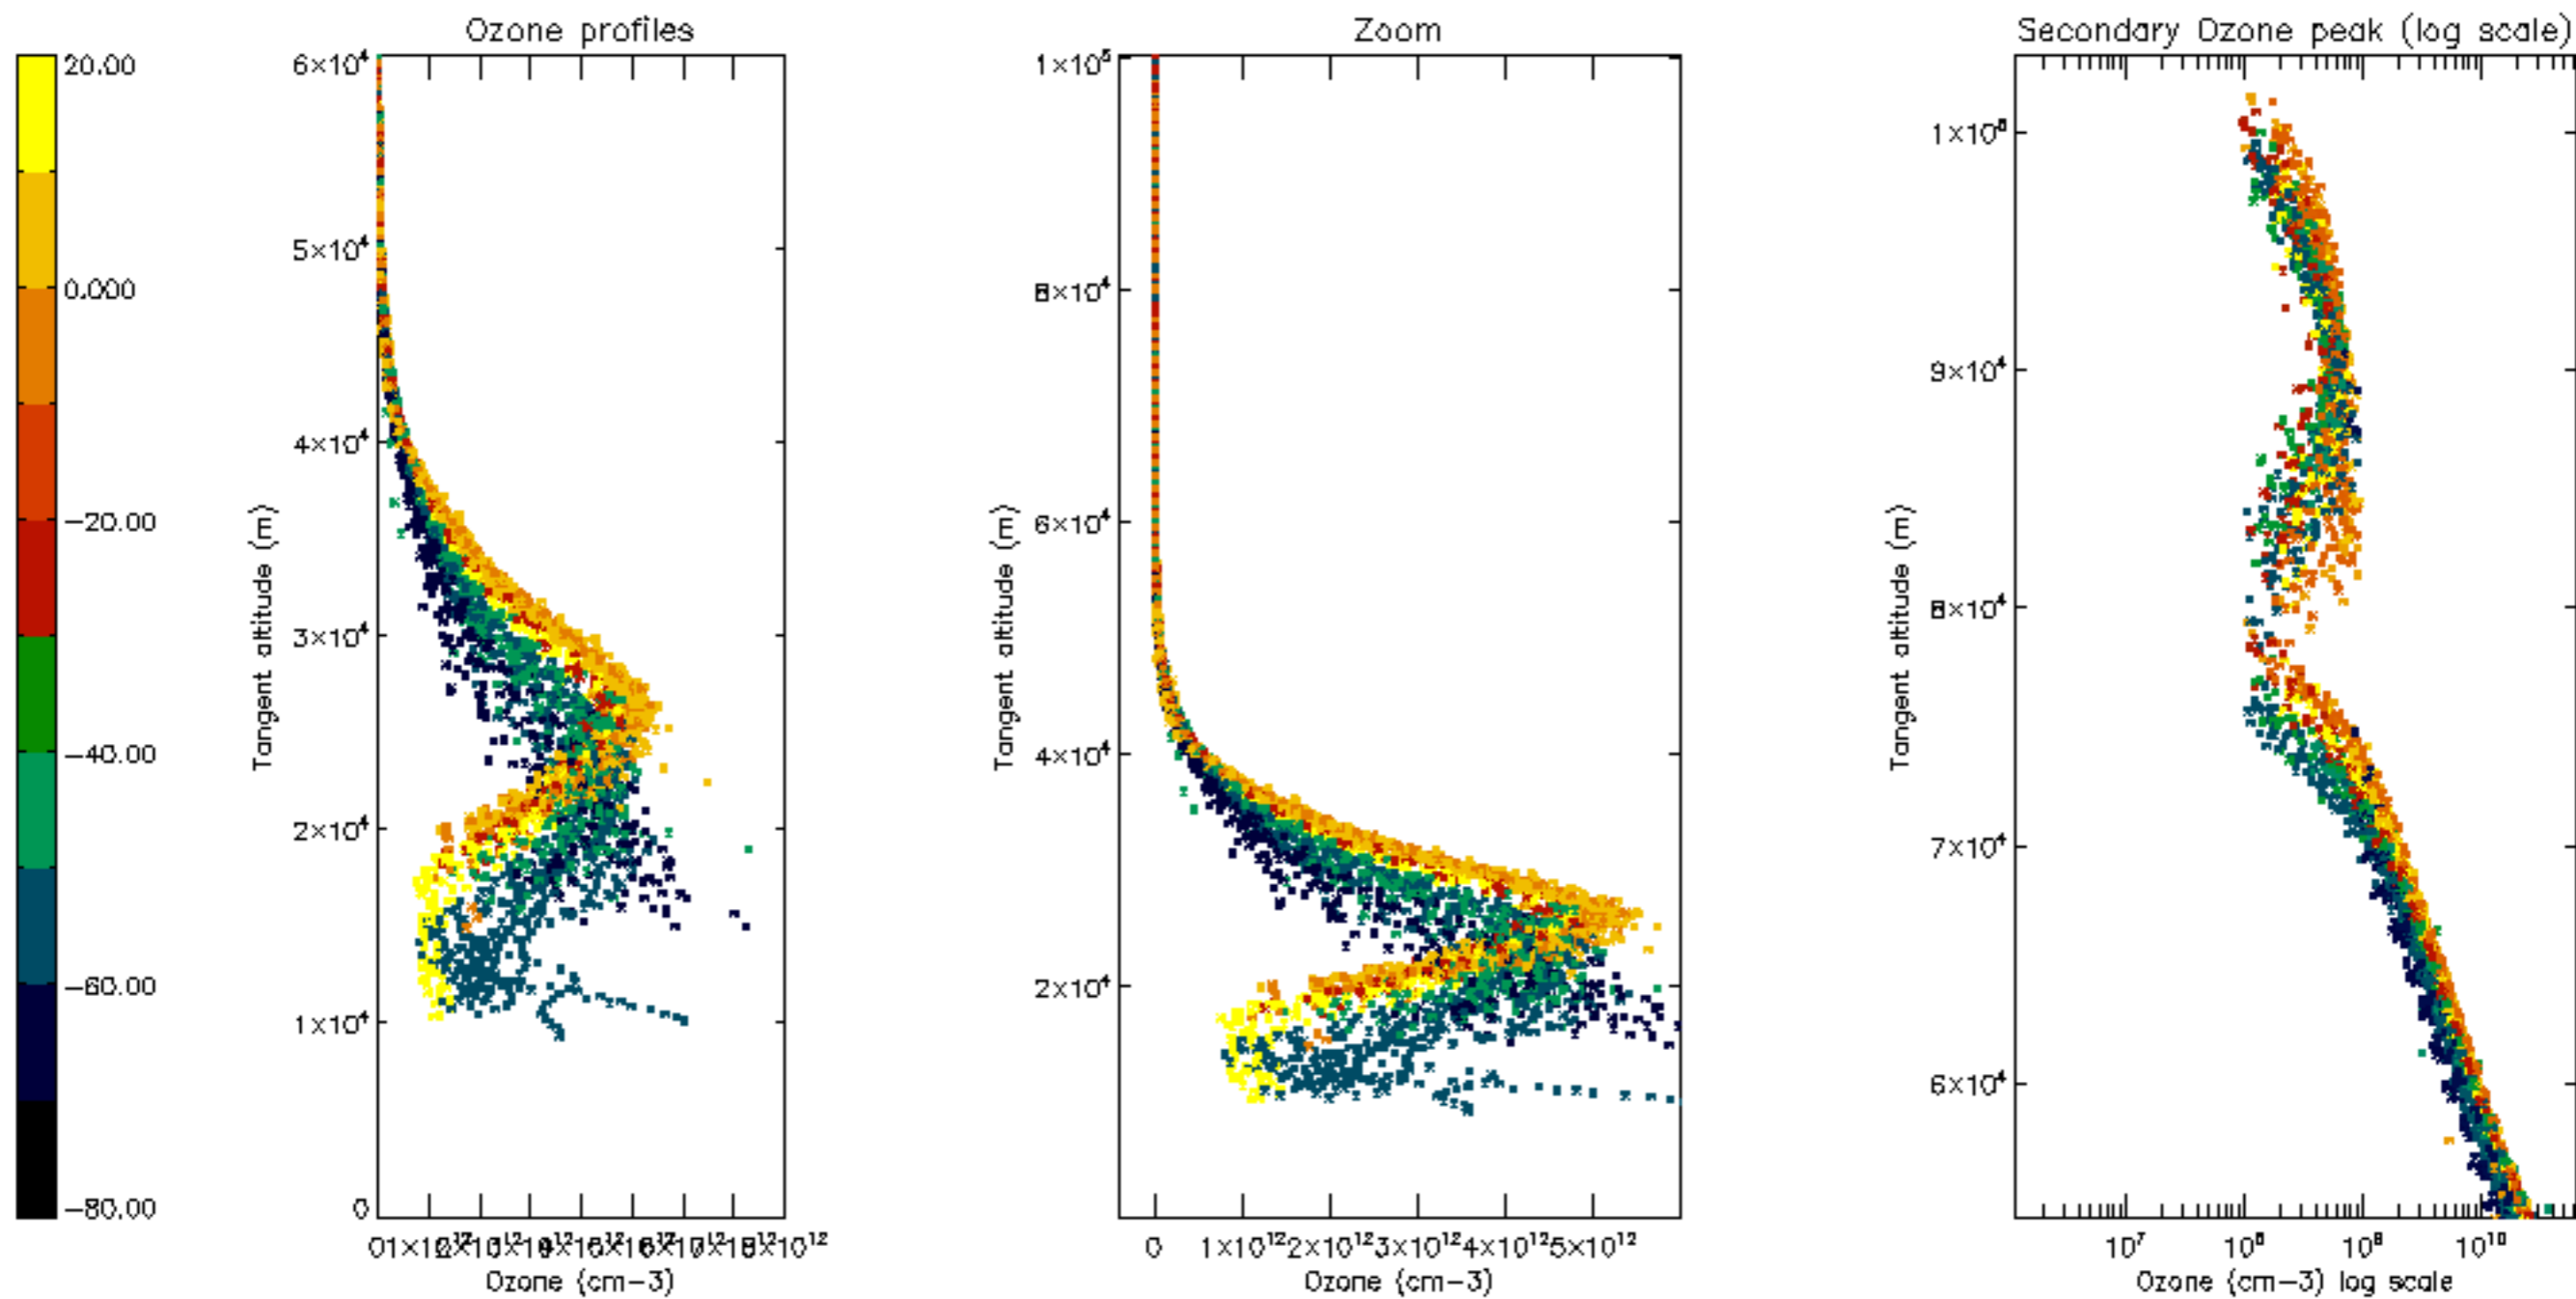 Ozone profiles
Zoom
Secondary Ozone peak (log scale)
20.00
0.000
−20.00
−40.00
−60.00
−80.00
6×10⁴
5×10⁴
4×10⁴
3×10⁴
2×10⁴
1×10⁴
0
Tangent altitude (m)
Ozone (cm−3)
1×10⁵
8×10⁴
6×10⁴
4×10⁴
2×10⁴
Tangent altitude (m)
0 1×10¹² 2×10¹² 3×10¹² 4×10¹² 5×10¹²
Ozone (cm−3)
9×10⁴
8×10⁴
7×10⁴
6×10⁴
Tangent altitude (m)
10⁷ 10⁸ 10⁹ 10¹⁰
Ozone (cm−3) log scale